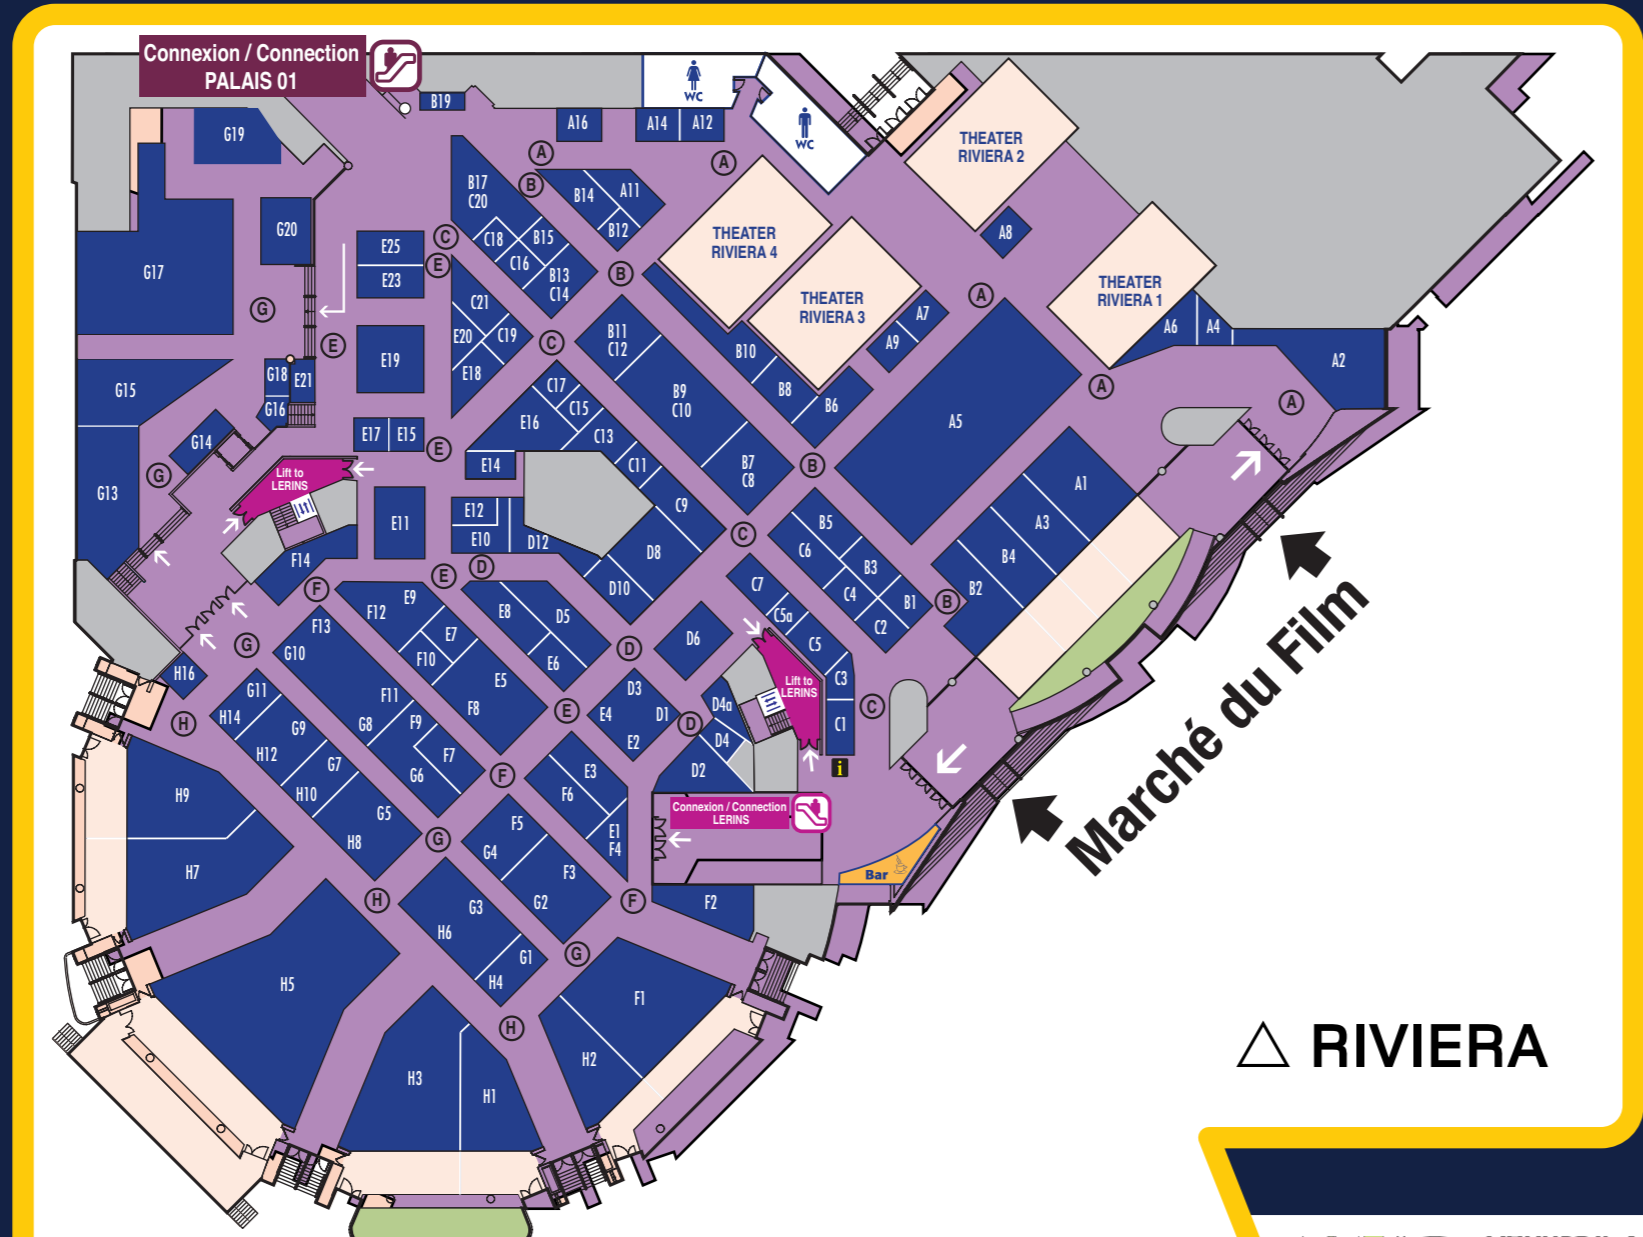 Connexion / Connection
PALAIS 01
WC
WC
B19
A16
A14
A12
G19
A
A
B
THEATER
RIVIERA 2
B17
C20
B14
A11
B12
G20
C18
B15
C16
B13
C14
A8
THEATER
RIVIERA 4
E25
E23
C
E
B
G17
THEATER
RIVIERA 3
THEATER
RIVIERA 1
A
G
E
C21
E20
C19
E18
C
B11
C12
A7
A9
A6
A4
A2
B10
B8
B6
E19
G15
G18
E21
G16
C17
C15
E16
C13
B9
C10
A5
A
A
G14
E17
E15
E
E14
C11
C9
B7
C8
B
Lift to
LERINS
G
G13
A1
A3
B4
B2
E11
E12
E10
D12
D8
D10
C
B5
C6
B3
C4
B1
C2
B
F14
F
E
D
C7
C5a
C5
C3
C1
C
F13
F12
E9
E8
D5
E7
F10
E6
D
D6
G
G10
E5
F8
Lift to
LERINS
H16
G11
H14
F11
G8
F9
F7
G6
E
D3
E4
D1
E2
D
D4a
D4
D2
H
G9
H12
G7
H10
G5
H8
F
E3
F6
E1
F4
i
Marché du Film
H9
H7
G
F5
G4
F3
G2
Connexion / Connection
LERINS
Bar
H
G3
H6
G1
H4
F
F2
G
H5
H
F1
H2
H3
H1
RIVIERA